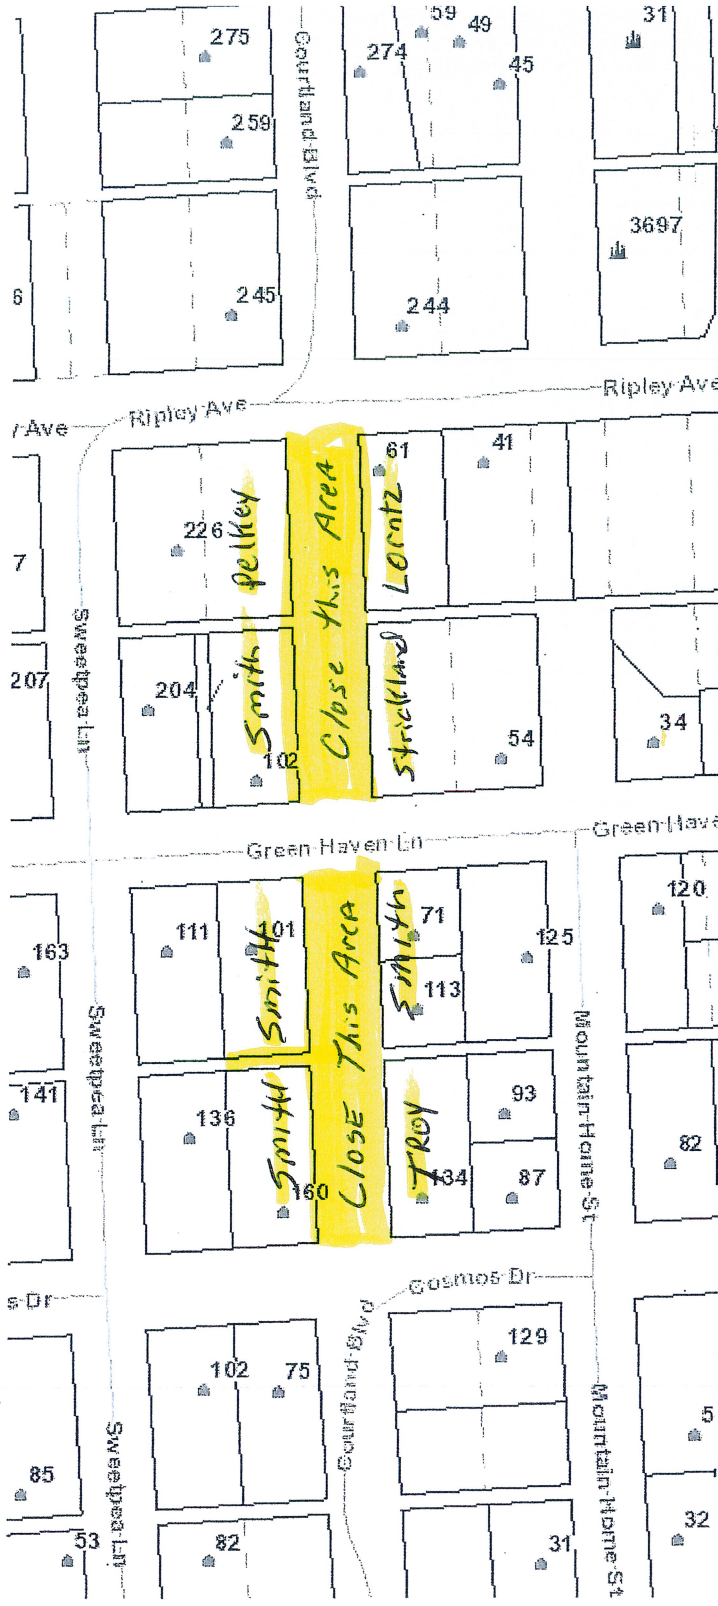 275
59
49
274
45
31
259
Courtland Blvd
3697
6
245
244
Ripley Ave
Ripley Ave
Ave
61
41
226
Pelkey
Close this Area
Lorntz
7
Sweetpea Ln
207
204
Smith
102
Strickland
54
34
Green Haven Ln
Green Have
111
Smith
101
Smith
71
125
120
163
113
Sweetpea Ln
Close This Area
Mountain Home St
141
136
Smith
160
Troy
134
93
87
82
s Dr
Cosmos Dr
Courtland Blvd
129
102
75
Mountain Home St
5
Sweetpea Ln
85
53
82
31
32